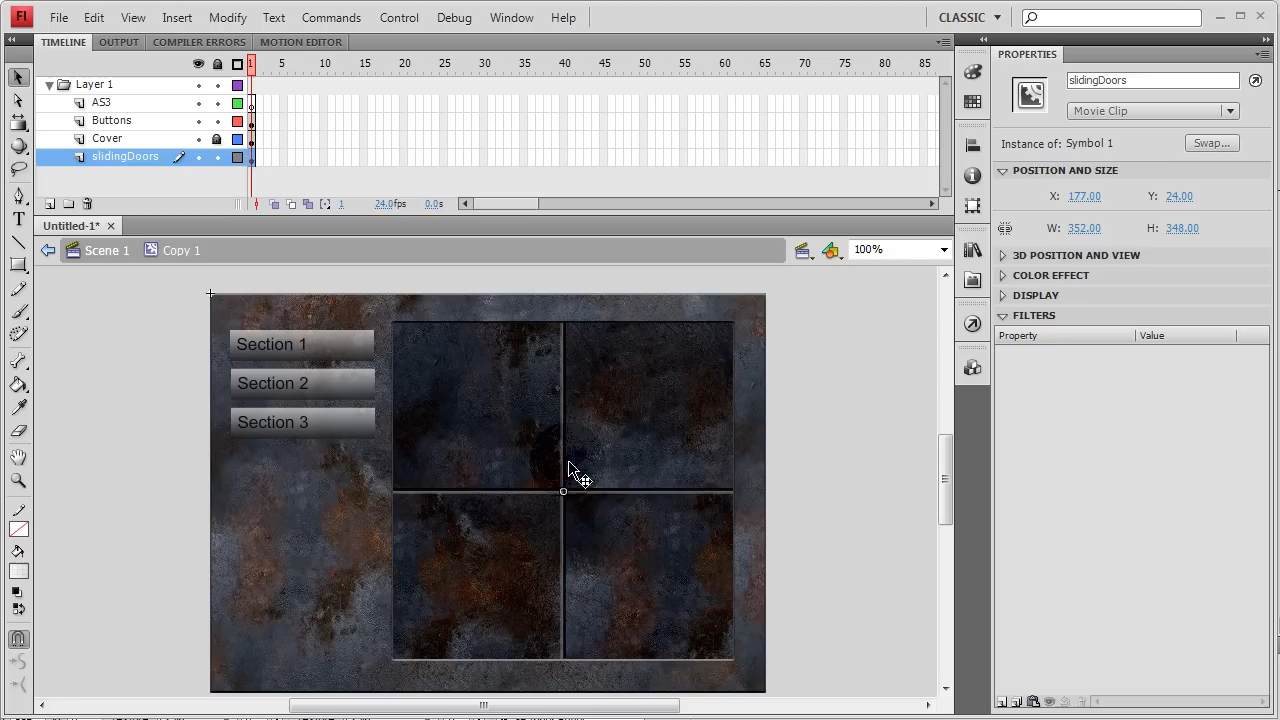 Fl File Edit View Insert Modify Text Commands Control Debug Window Help CLASSIC
TIMELINE OUTPUT COMPILER ERRORS MOTION EDITOR
PROPERTIES
1 5 10 15 20 25 30 35 40 45 50 55 60 65 70 75 80 85
Layer 1
AS3
Buttons
Cover
slidingDoors
1 24.0fps 0.0s
slidingDoors
Movie Clip
Instance of: Symbol 1 Swap...
POSITION AND SIZE
X: 177.00 Y: 24.00
W: 352.00 H: 348.00
3D POSITION AND VIEW
COLOR EFFECT
DISPLAY
FILTERS
Property Value
Untitled-1* ×
Scene 1 Copy 1 100%
Section 1
Section 2
Section 3